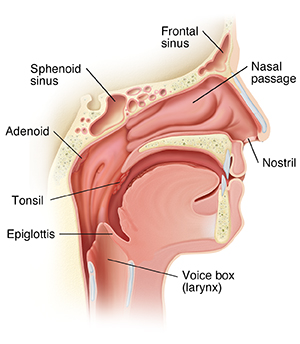 Frontal
sinus
Nasal
passage
Sphenoid
sinus
Adenoid
Nostril
Tonsil
Epiglottis
Voice box
(larynx)